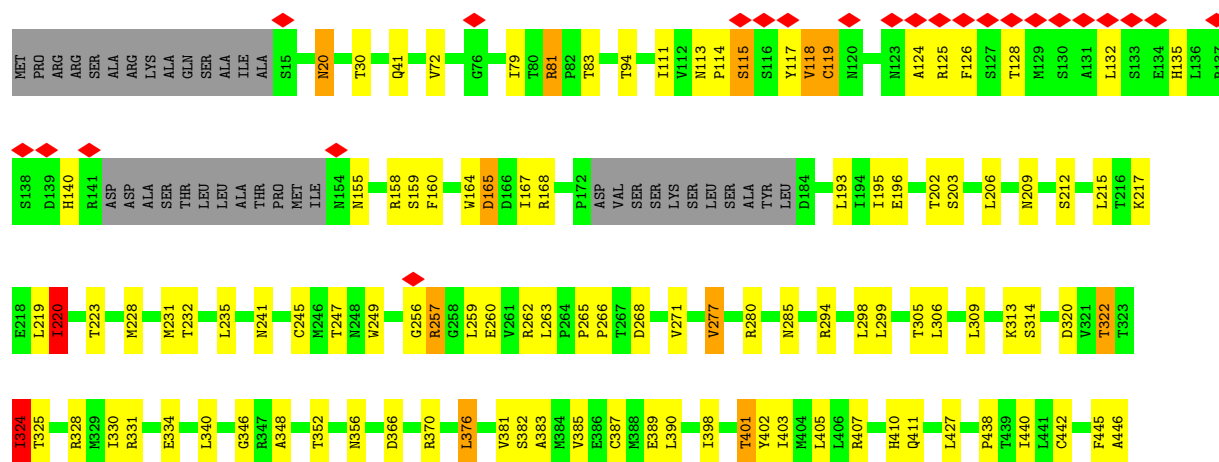 MET PRO ARG ARG SER ALA ARG LYS ALA GLN SER ALA ILE ALA S15 N20 T30 Q41 V72 G76 I79 T80 R81 P82 T83 T94 I111 V112 N113 P114 S115 S116 Y117 V118 C119 N120 N123 A124 R125 F126 S127 T128 M129 S130 A131 L132 S133 E134 H135 L136
S138 D139 H140 R141 ASP ASP ALA SER THR LEU LEU ALA THR PRO MET ILE N154 N155 R158 S159 F160 W164 D165 D166 I167 R168 P172 ASP VAL SER SER LYS SER LEU SER ALA TYR LEU D184 L193 I194 I195 E196 T202 S203 L206 N209 S212 L215 T216 K217
E218 L219 I220 T223 M228 M231 T232 L235 N241 C245 M246 T247 N248 W249 G256 R257 G258 L259 E260 V261 R262 L263 P264 P265 P266 T267 D268 V271 V277 R280 N285 R294 L298 L299 T305 L306 L309 K313 S314 D320 V321 T322 T323
I324 T325 R328 M329 I330 R331 E334 L340 G346 R347 A348 T352 N356 D366 R370 L376 V381 S382 A383 M384 V385 E386 C387 M388 E389 L390 I398 T401 Y402 I403 M404 L405 L406 R407 H410 Q411 L427 P438 T439 I440 L441 C442 F445 A446